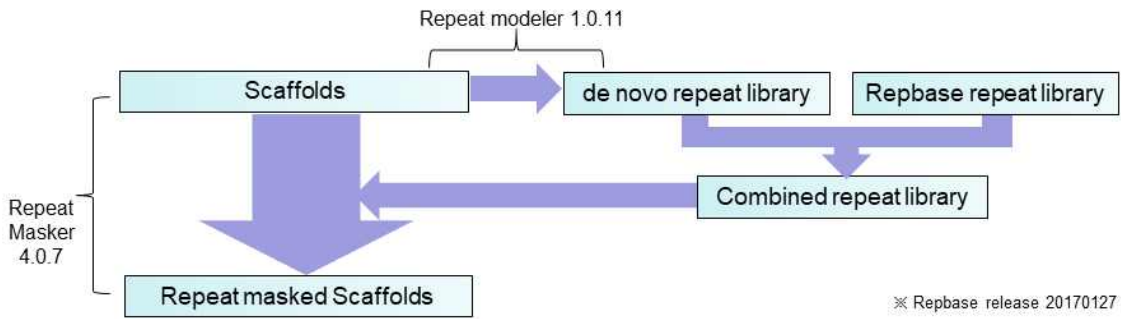 Repeat modeler 1.0.11
Scaffolds
de novo repeat library
Repbase repeat library
Combined repeat library
Repeat
Masker
4.0.7
Repeat masked Scaffolds
※ Repbase release 20170127